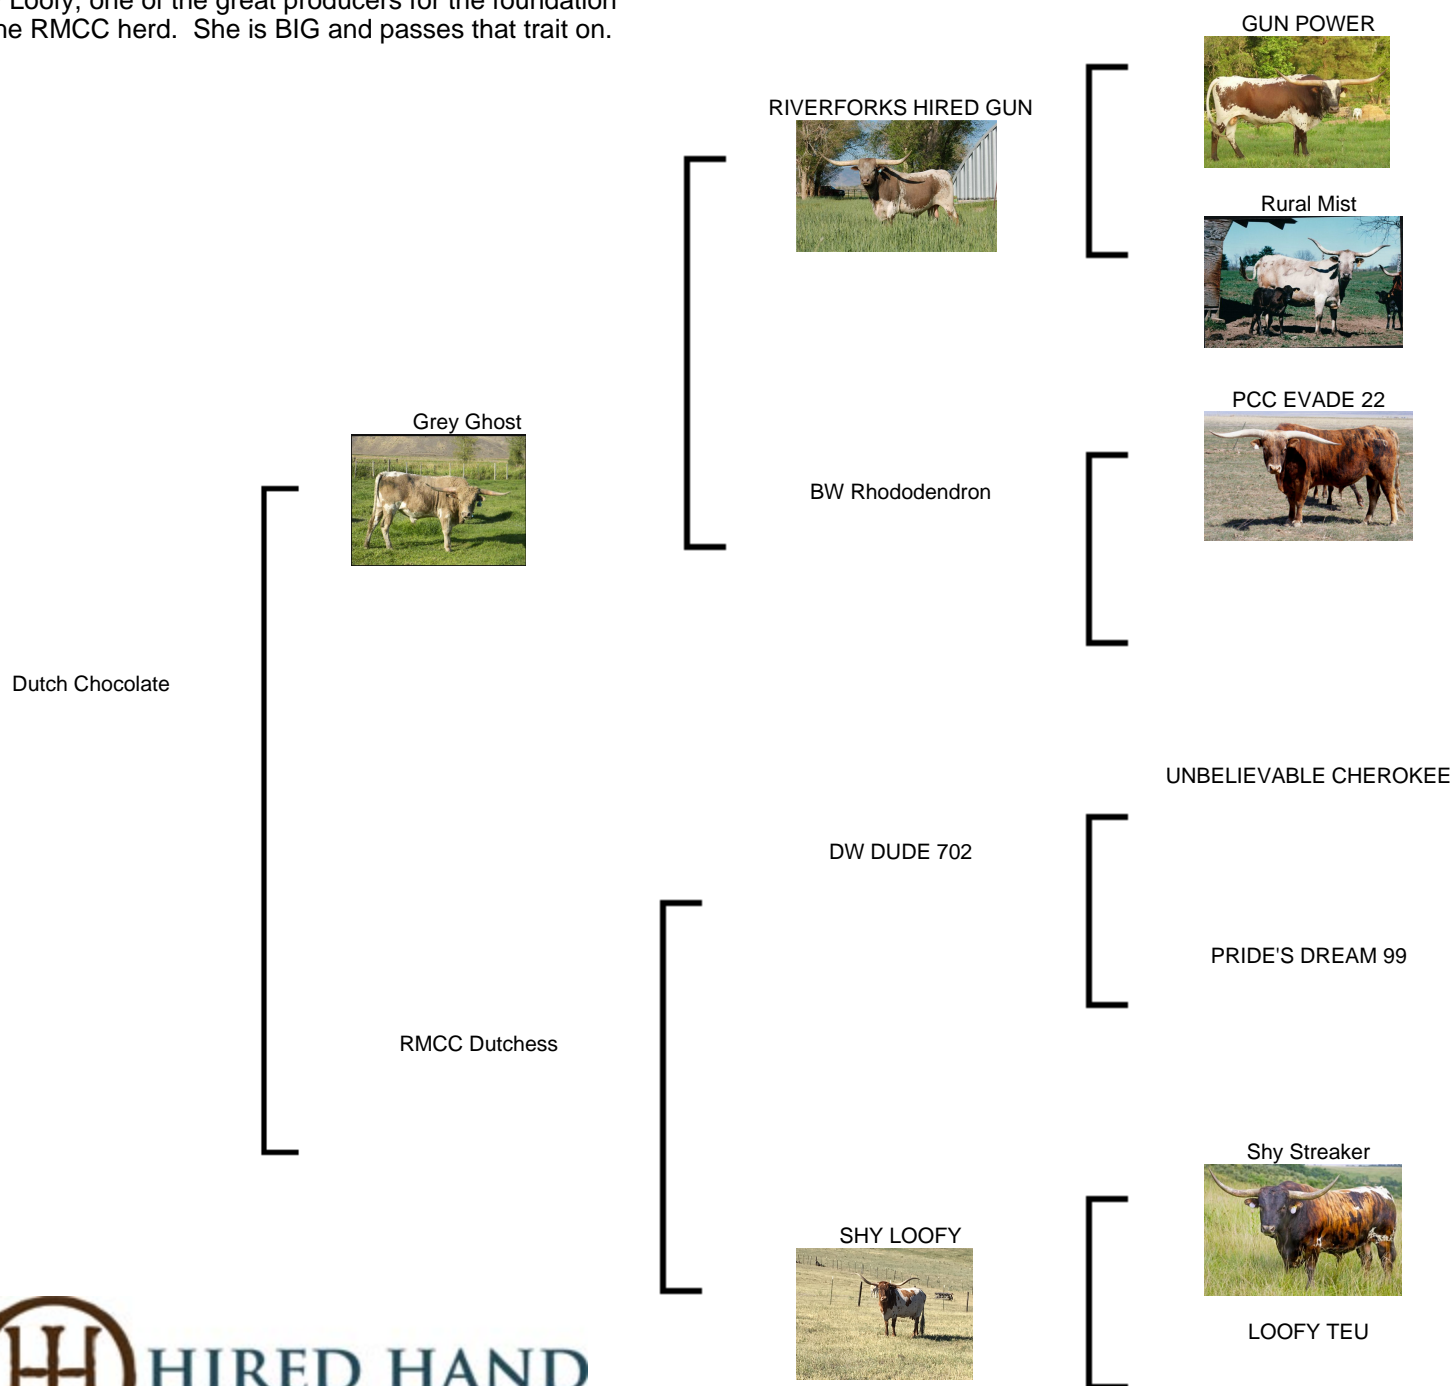 Loofy, one of the great producers for the foundation
he RMCC herd.  She is BIG and passes that trait on.
GUN POWER
RIVERFORKS HIRED GUN
Rural Mist
Grey Ghost
PCC EVADE 22
BW Rhododendron
Dutch Chocolate
UNBELIEVABLE CHEROKEE
DW DUDE 702
PRIDE'S DREAM 99
RMCC Dutchess
Shy Streaker
SHY LOOFY
LOOFY TEU
HIRED HAND